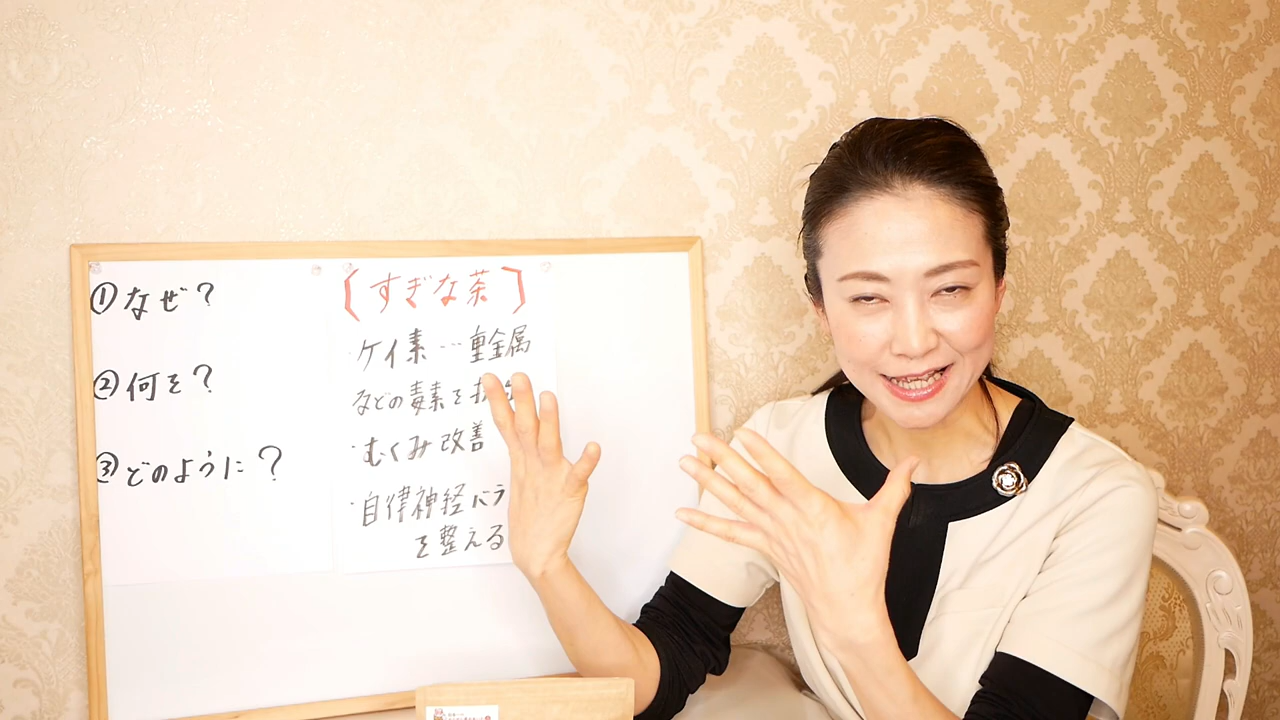 ①なぜ?
②何を?
③どのように?
【すぎな茶】
・ケイ素…重金属
などの毒素を
・むくみ改善
・自律神経バラ
を整える